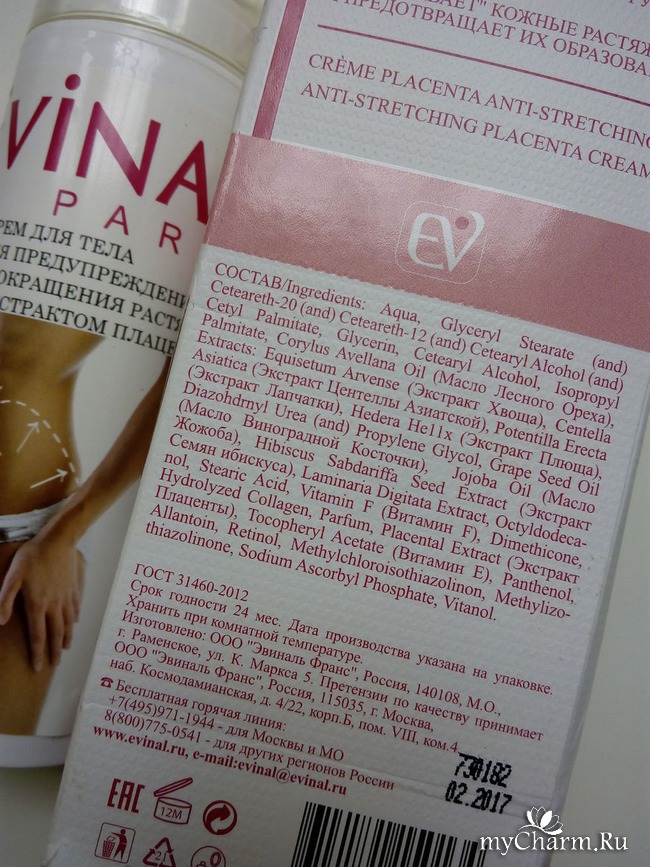 ViNAL
PAR
КРЕМ ДЛЯ ТЕЛА
ПРЕДУПРЕЖДЕНИ
ОКРАЩЕНИЯ РАСТЯ
СТРАКТОМ ПЛАЦЕ
ВАЕТ" КОЖНЫЕ РАСТЯЖ
ПРЕДОТВРАЩАЕТ ИХ ОБРАЗОВА
CRÈME PLACENTA ANTI-STRETCHING
ANTI-STRETCHING PLACENTA CREAM
EV
СОСТАВ/Ingredients: Aqua, Glyceryl Stearate (and)
Ceteareth-20 (and) Ceteareth-12 (and) Cetearyl Alcohol (and)
Cetyl Palmitate, Glycerin, Cetearyl Alcohol, Isopropyl
Palmitate, Corylus Avellana Oil (Масло Лесного Ореха),
Extracts: Equisetum Arvense (Экстракт Хвоща), Centella
Asiatica (Экстракт Центеллы Азиатской), Potentilla Erecta
(Экстракт Лапчатки), Hedera He11x (Экстракт Плюща),
Diazohdrnyl Urea (and) Propylene Glycol, Grape Seed Oil
(Масло Виноградной Косточки), Jojoba Oil (Масло
Жожоба), Hibiscus Sabdariffa Seed Extract (Экстракт
Семян ибискуса), Laminaria Digitata Extract, Octyldodeca-
nol, Stearic Acid, Vitamin F (Витамин F), Dimethicone,
Hydrolyzed Collagen, Parfum, Placental Extract (Экстракт
Плаценты), Tocopheryl Acetate (Витамин Е), Panthenol,
Allantoin, Retinol, Methylchloroisothiazolinon, Methylizo-
thiazolinone, Sodium Ascorbyl Phosphate, Vitanol.
ГОСТ 31460-2012
Срок годности 24 мес. Дата производства указана на упаковке.
Хранить при комнатной температуре.
Изготовлено: ООО "Эвиналь Франс", Россия, 140108, М.О.,
г. Раменское, ул. К. Маркса 5. Претензии по качеству принимает
ООО "Эвиналь Франс", Россия, 115035, г. Москва,
наб. Космодамианская, д. 4/22, корп.Б, пом. VIII, ком.4
Бесплатная горячая линия:
+7(495)971-1944 - для Москвы и МО
8(800)775-0541 - для других регионов России
www.evinal.ru, e-mail:evinal@evinal.ru
730182
02.2017
EAC
12M
21
myCharm.Ru